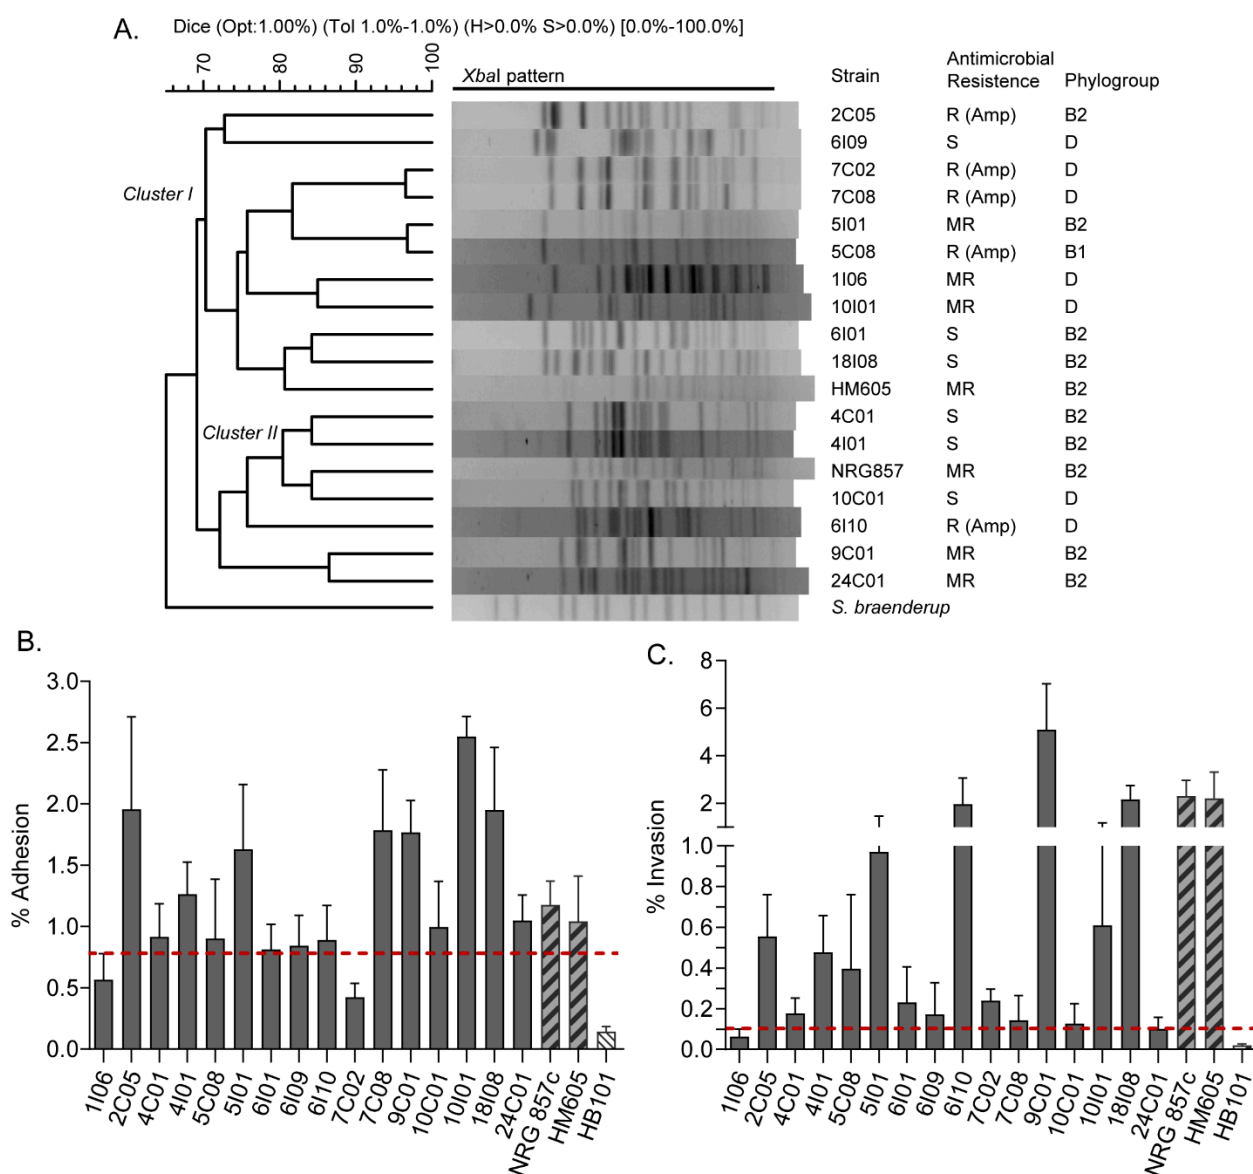 A.
Dice (Opt:1.00%) (Tol 1.0%-1.0%) (H>0.0% S>0.0%) [0.0%-100.0%]
70 80 90 100
XbaI pattern
Strain Antimicrobial Resistence Phylogroup
Cluster I
Cluster II
2C05 R (Amp) B2
6I09 S D
7C02 R (Amp) D
7C08 R (Amp) D
5I01 MR B2
5C08 R (Amp) B1
1I06 MR D
10I01 MR D
6I01 S B2
18I08 S B2
HM605 MR B2
4C01 S B2
4I01 S B2
NRG857 MR B2
10C01 S D
6I10 R (Amp) D
9C01 MR B2
24C01 MR B2
S. braenderup
B.
% Adhesion
3.0
2.5
2.0
1.5
1.0
0.5
0.0
1I06 2C05 4C01 4I01 5C08 5I01 6I01 6I09 6I10 7C02 7C08 9C01 10C01 10I01 18I08 24C01 NRG 857c HM605 HB101
C.
% Invasion
8
6
4
2
1.0
0.8
0.6
0.4
0.2
0.0
1I06 2C05 4C01 4I01 5C08 5I01 6I01 6I09 6I10 7C02 7C08 9C01 10C01 10I01 18I08 24C01 NRG 857c HM605 HB101